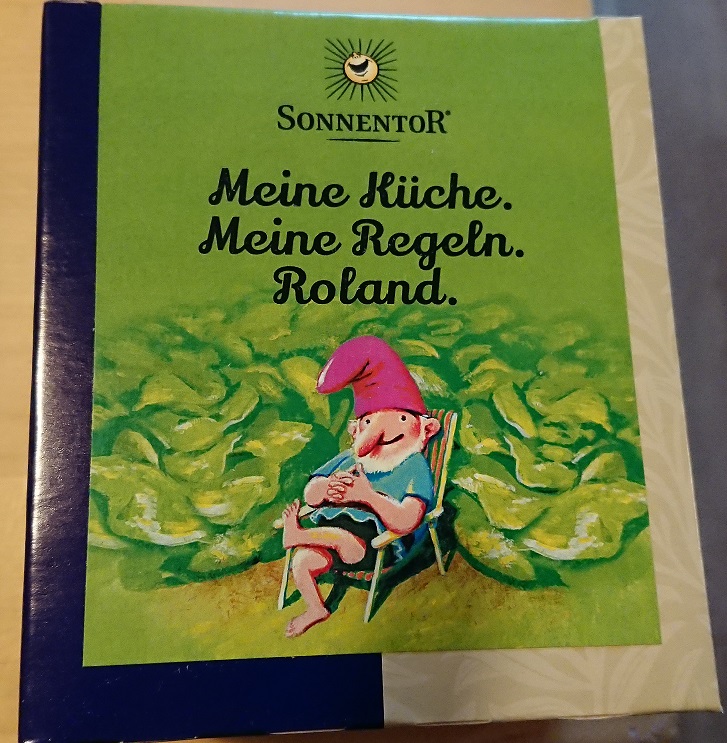 SONNENTOR®
Meine Küche.
Meine Regeln.
Roland.